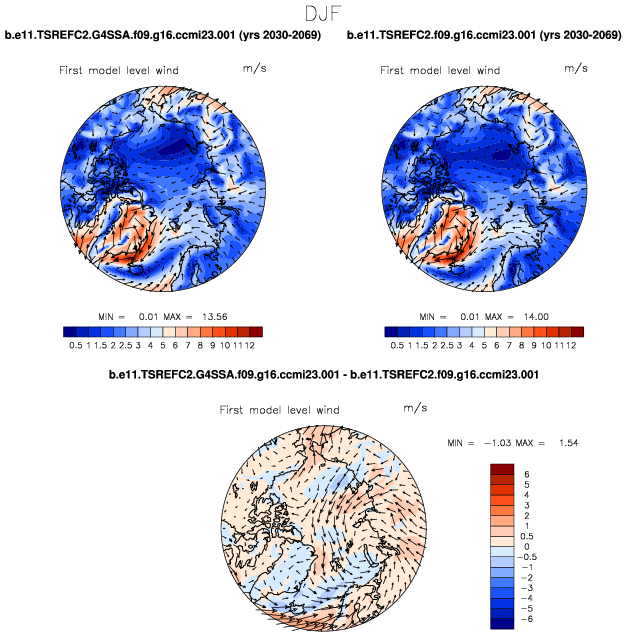 DJF
b.e11.TSREFC2.G4SSA.f09.g16.ccmi23.001 (yrs 2030-2069) b.e11.TSREFC2.f09.g16.ccmi23.001 (yrs 2030-2069)
First model level wind m/s First model level wind m/s
MIN = 0.01 MAX = 13.56 MIN = 0.01 MAX = 14.00
0.5 1 1.5 2 2.5 3 4 5 6 7 8 9 10 11 12 0.5 1 1.5 2 2.5 3 4 5 6 7 8 9 10 11 12
b.e11.TSREFC2.G4SSA.f09.g16.ccmi23.001 - b.e11.TSREFC2.f09.g16.ccmi23.001
First model level wind m/s
MIN = -1.03 MAX = 1.54
6
5
4
3
2
1
0.5
0
-0.5
-1
-2
-3
-4
-5
-6